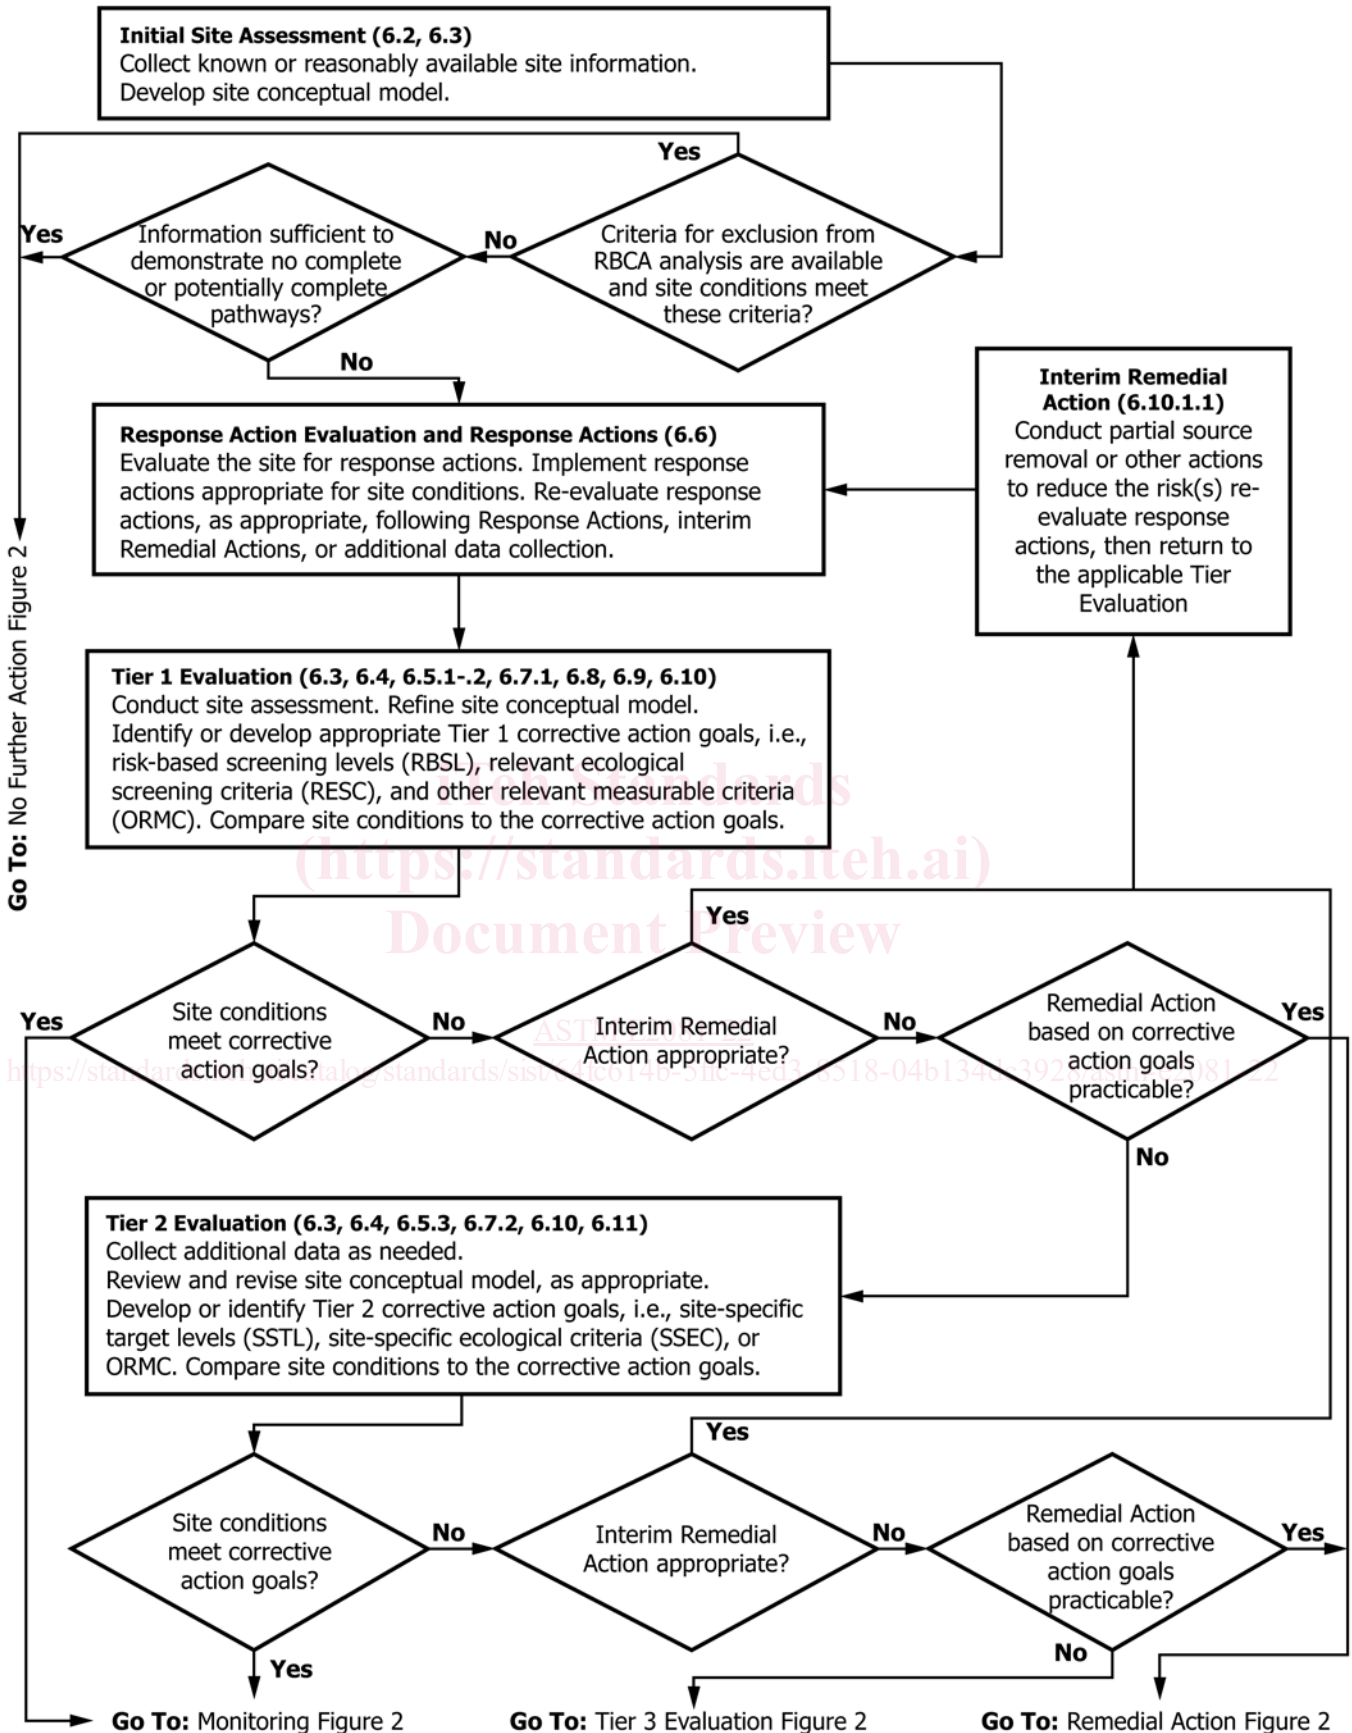 Initial Site Assessment (6.2, 6.3)
Collect known or reasonably available site information.
Develop site conceptual model.
Yes
Yes
Information sufficient to
demonstrate no complete
or potentially complete
pathways?
No
Criteria for exclusion from
RBCA analysis are available
and site conditions meet
these criteria?
No
Interim Remedial
Action (6.10.1.1)
Conduct partial source
removal or other actions
to reduce the risk(s) re-
evaluate response
actions, then return to
the applicable Tier
Evaluation
Response Action Evaluation and Response Actions (6.6)
Evaluate the site for response actions. Implement response
actions appropriate for site conditions. Re-evaluate response
actions, as appropriate, following Response Actions, interim
Remedial Actions, or additional data collection.
Go To: No Further Action Figure 2
Tier 1 Evaluation (6.3, 6.4, 6.5.1-.2, 6.7.1, 6.8, 6.9, 6.10)
Conduct site assessment. Refine site conceptual model.
Identify or develop appropriate Tier 1 corrective action goals, i.e.,
risk-based screening levels (RBSL), relevant ecological
screening criteria (RESC), and other relevant measurable criteria
(ORMC). Compare site conditions to the corrective action goals.
iTeh Standards
(https://standards.iteh.ai)
Document Preview
Yes
Yes
Site conditions
meet corrective
action goals?
No
Interim Remedial
Action appropriate?
No
Remedial Action
based on corrective
action goals
practicable?
Yes
No
Tier 2 Evaluation (6.3, 6.4, 6.5.3, 6.7.2, 6.10, 6.11)
Collect additional data as needed.
Review and revise site conceptual model, as appropriate.
Develop or identify Tier 2 corrective action goals, i.e., site-specific
target levels (SSTL), site-specific ecological criteria (SSEC), or
ORMC. Compare site conditions to the corrective action goals.
Yes
Site conditions
meet corrective
action goals?
No
Interim Remedial
Action appropriate?
No
Remedial Action
based on corrective
action goals
practicable?
Yes
Yes
No
Go To: Monitoring Figure 2
Go To: Tier 3 Evaluation Figure 2
Go To: Remedial Action Figure 2